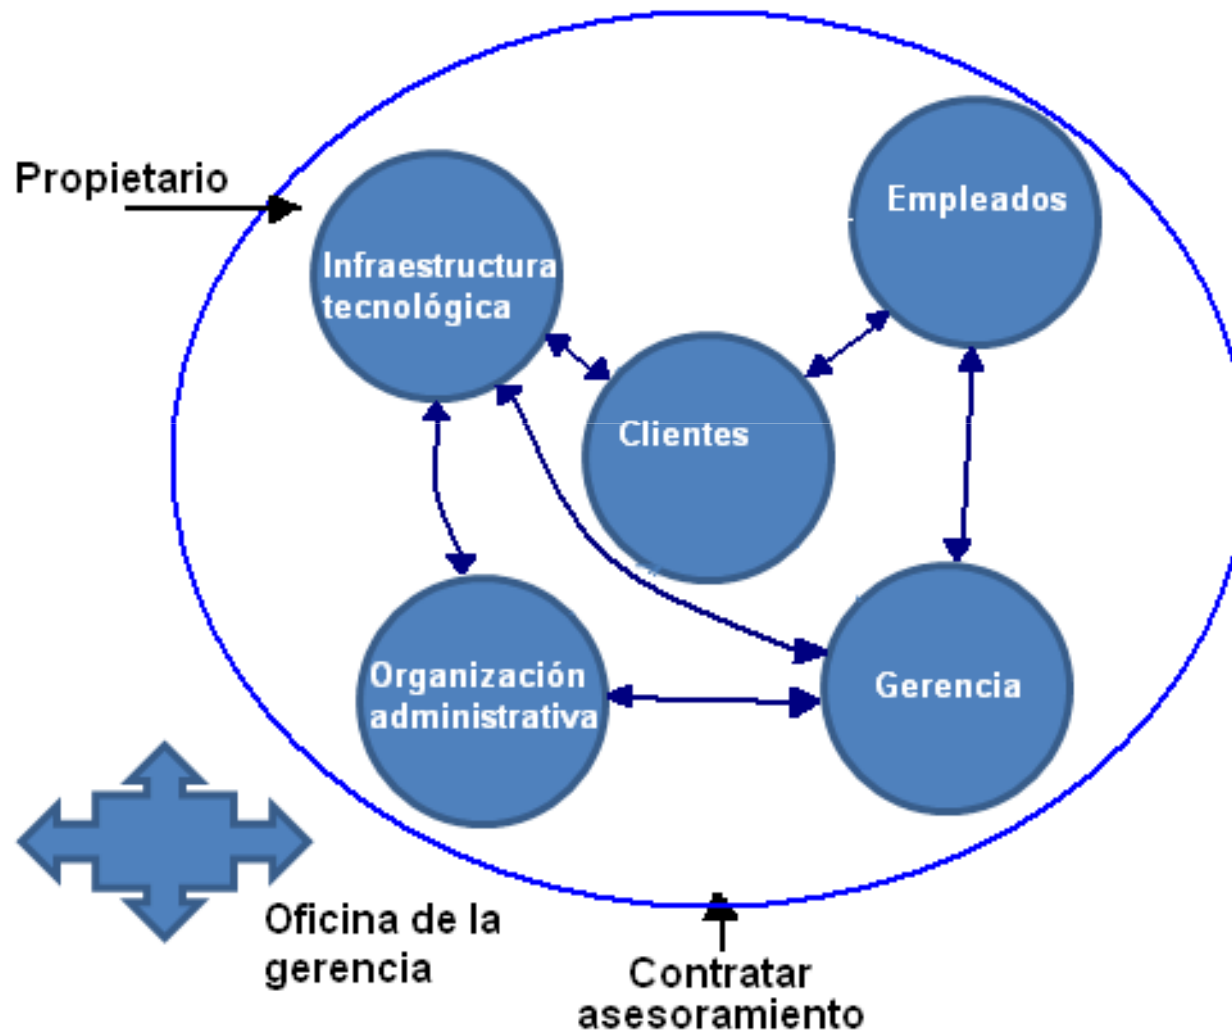 Propietario
Empleados
Infraestructura
tecnológica
Clientes
Organización
administrativa
Gerencia
Oficina de la
gerencia
Contratar
asesoramiento